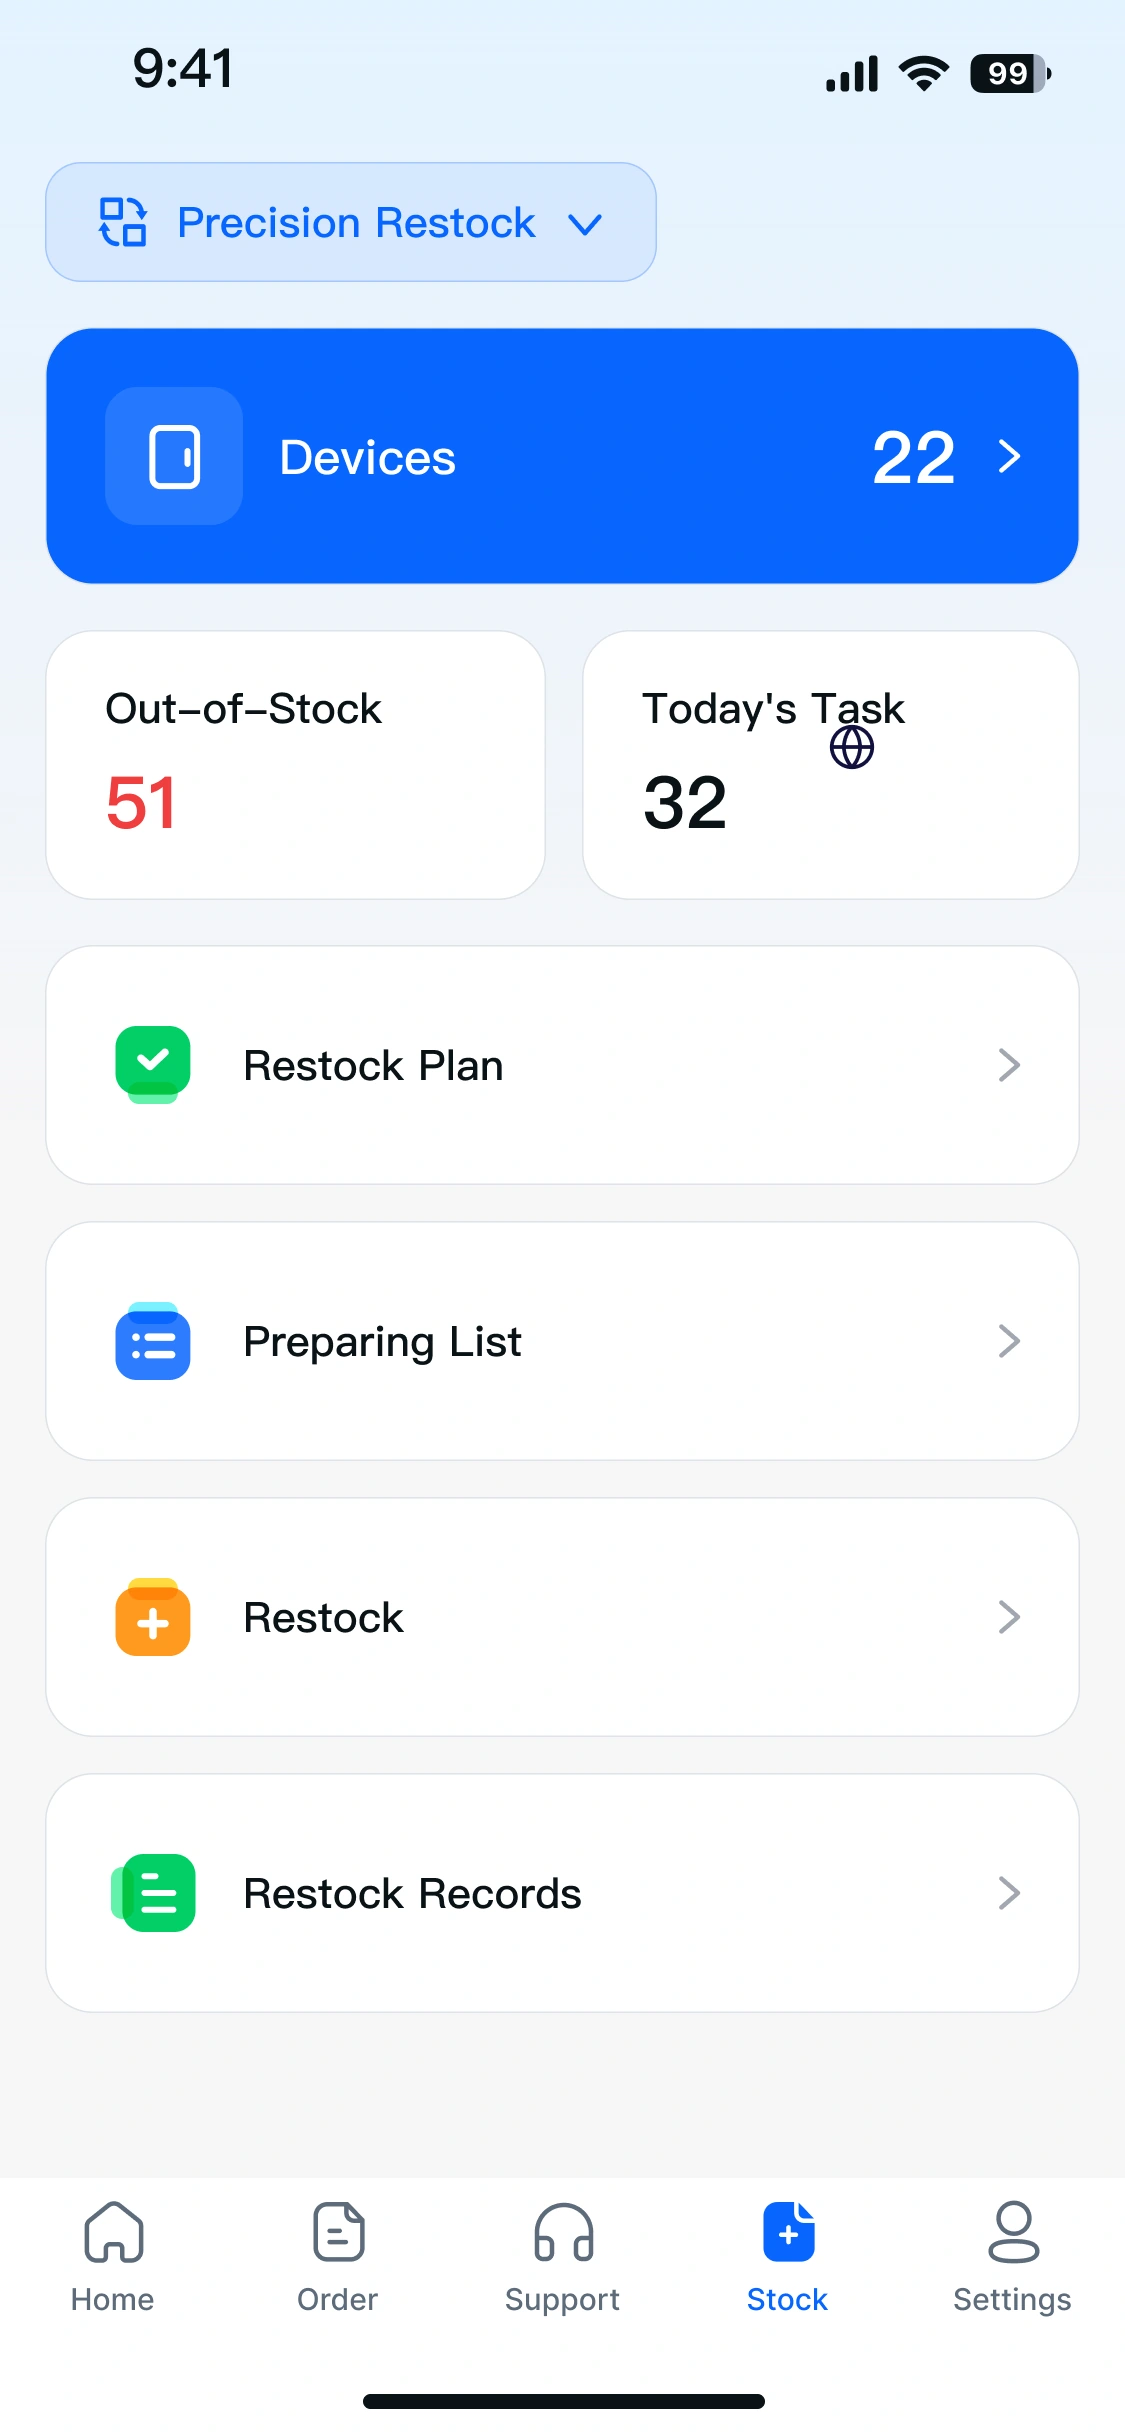 9:41
99
Precision Restock
Devices
22
Out-of-Stock
Today's Task
51
32
Restock Plan
Preparing List
Restock
Restock Records
Home
Order
Support
Stock
Settings